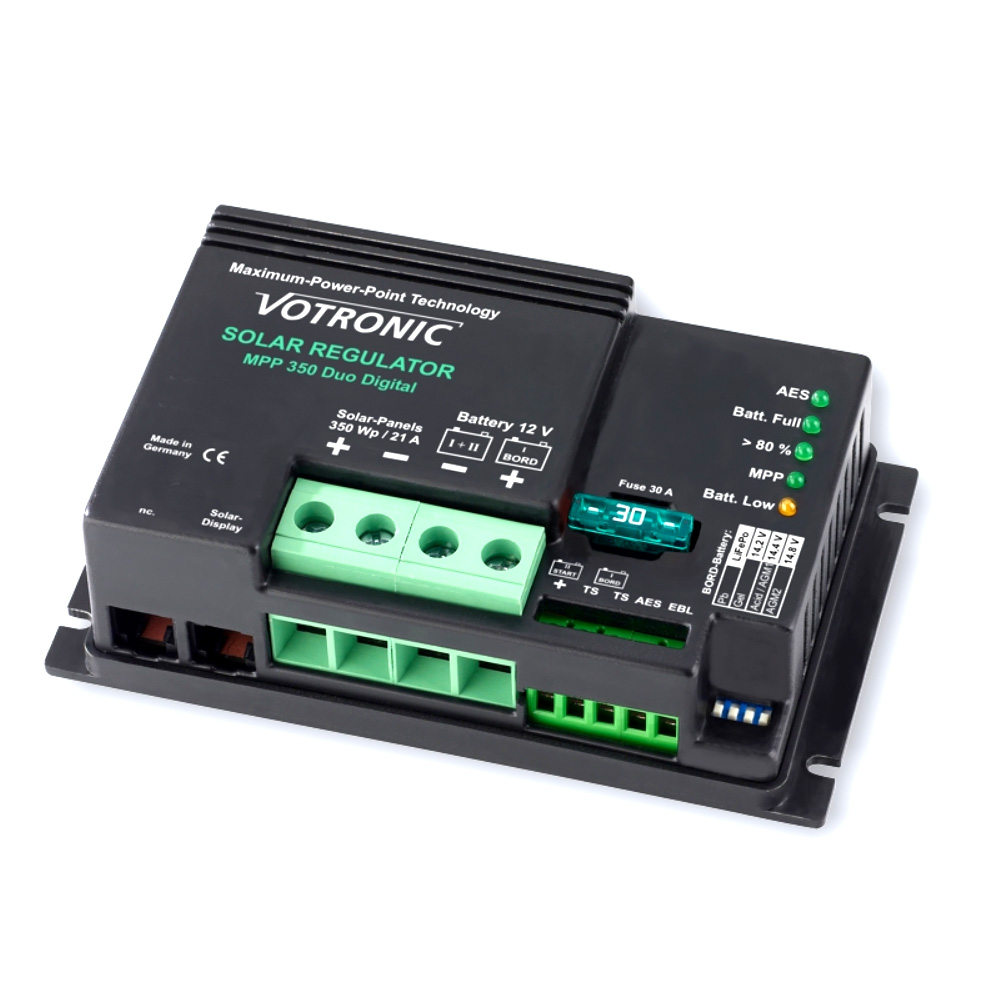 Maximum-Power-Point Technology
VOTRONIC
SOLAR REGULATOR
MPP 350 Duo Digital
Solar-Panels
350 Wp / 21 A
+ −
Battery 12 V
I + II
−
I
BORD
+
Made in
Germany CE
nc.
Solar-
Display
AES
Batt. Full
> 80 %
MPP
Batt. Low
Fuse 30 A
30
II
START
+
I
BORD
TS TS AES EBL
BORD-Battery:
Pb LiFePo
Gel 14,2 V
Acid / AGM1 14,4 V
AGM2 14,8 V